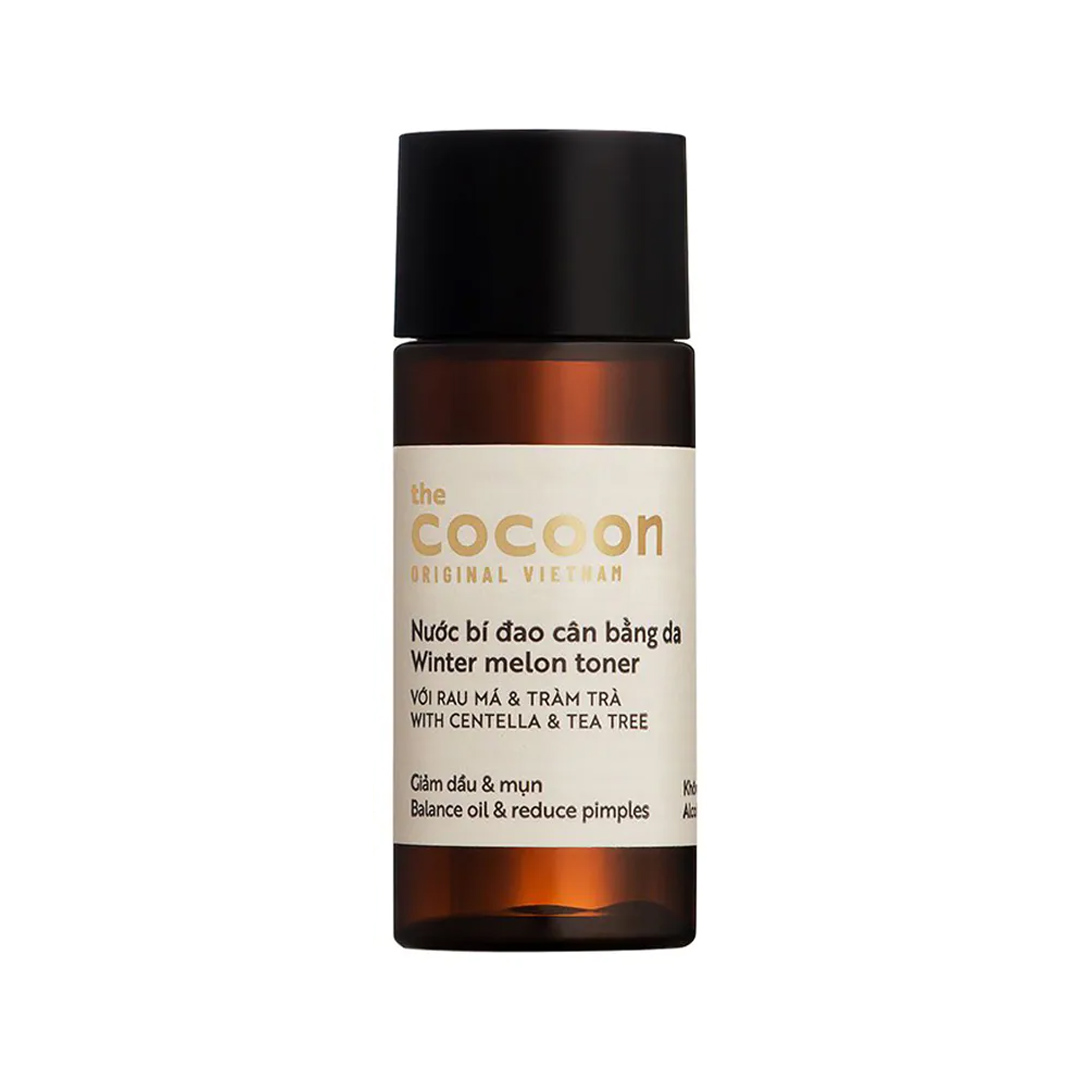 the
cocoon
ORIGINAL VIETNAM
Nước bí đao cân bằng da
Winter melon toner
VỚI RAU MÁ & TRÀM TRÀ
WITH CENTELLA & TEA TREE
Giảm dầu & mụn
Balance oil & reduce pimples